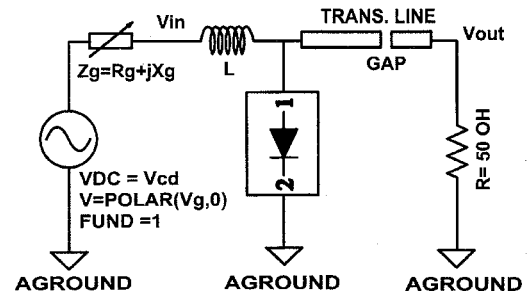 TRANS. LINE
Vin
Vout
Zg=Rg+jXg
L
GAP
1
2
R= 50 OH
VDC = Vcd
V=POLAR(Vg,0)
FUND =1
AGROUND
AGROUND
AGROUND